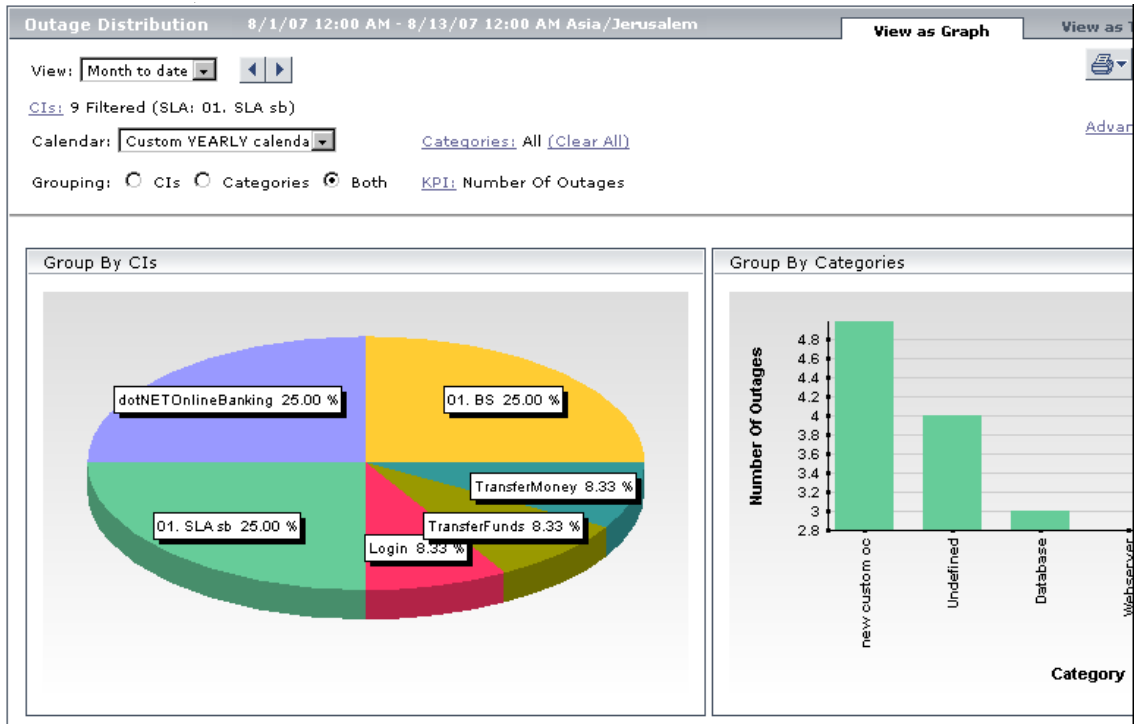 Outage Distribution 8/1/07 12:00 AM - 8/13/07 12:00 AM Asia/Jerusalem
View as Graph
View as
View: Month to date
CIs: 9 Filtered (SLA: 01. SLA sb)
Calendar: Custom YEARLY calenda
Categories: All (Clear All)
Advan
Grouping: CIs Categories Both
KPI: Number Of Outages
Group By CIs
dotNETOnlineBanking 25.00 %
01. BS 25.00 %
TransferMoney 8.33 %
01. SLA sb 25.00 %
TransferFunds 8.33 %
Login 8.33 %
Group By Categories
Number Of Outages
4.8
4.6
4.4
4.2
4
3.8
3.6
3.4
3.2
3
2.8
new custom oc
Undefined
Database
Webserver
Category